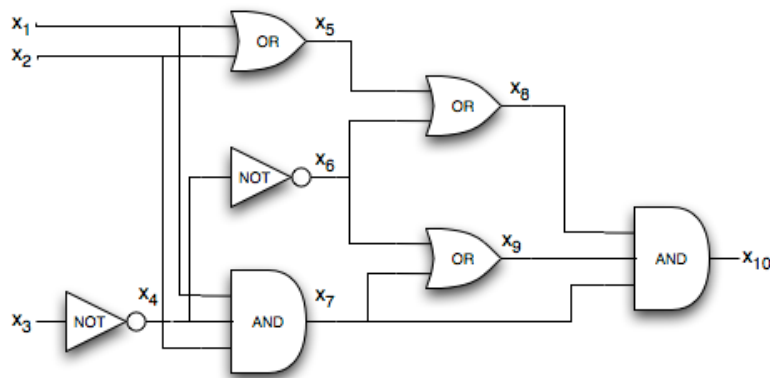 x1
x2
OR
x5
OR
x8
NOT
x6
x3
NOT
x4
AND
x7
OR
x9
AND
x10